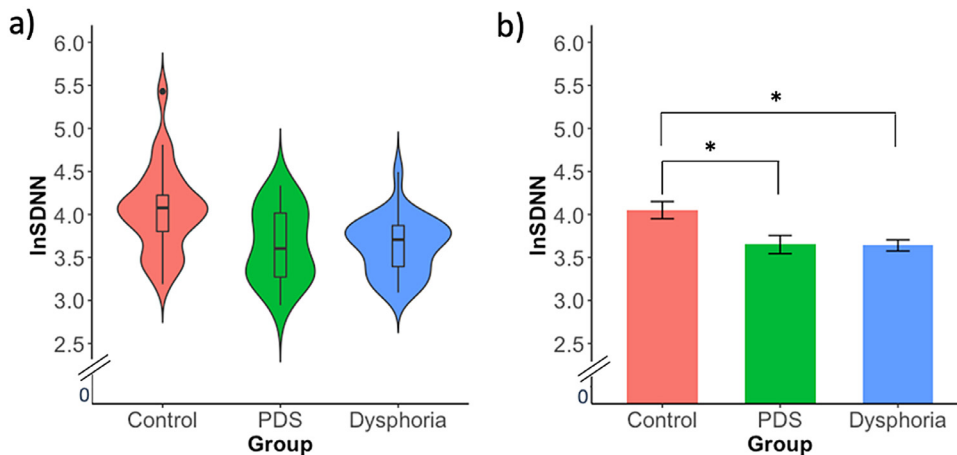 a)
lnSDNN
6.0
5.5
5.0
4.5
4.0
3.5
3.0
2.5
0
Control PDS Dysphoria
Group
b)
lnSDNN
6.0
5.5
5.0
4.5
4.0
3.5
3.0
2.5
0
*
*
Control PDS Dysphoria
Group